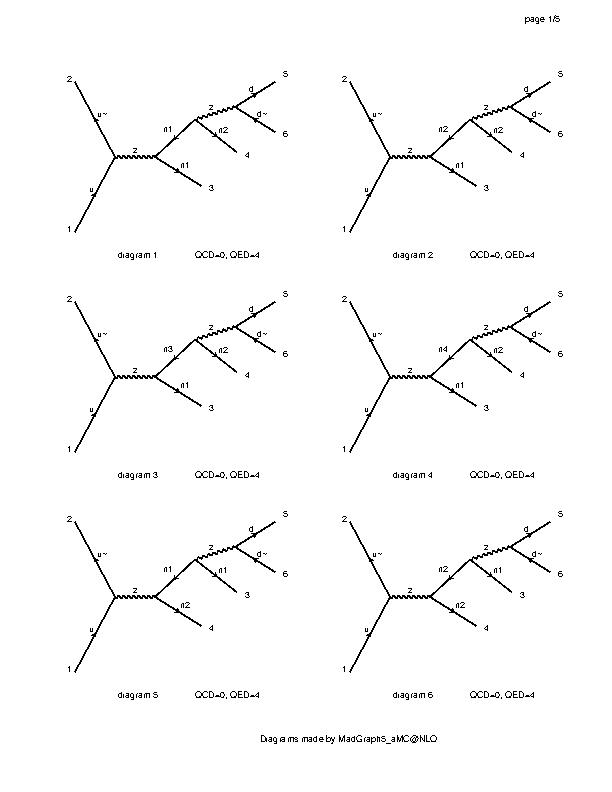 page 1/5
2 u~ u 1 z n1 n1 3 z n2 4 d 5 d~ 6
2 u~ u 1 z n2 n1 3 z n2 4 d 5 d~ 6
diagram 1 QCD=0, QED=4
diagram 2 QCD=0, QED=4
2 u~ u 1 z n3 n1 3 z n2 4 d 5 d~ 6
2 u~ u 1 z n4 n1 3 z n2 4 d 5 d~ 6
diagram 3 QCD=0, QED=4
diagram 4 QCD=0, QED=4
2 u~ u 1 z n1 n2 4 z n1 3 d 5 d~ 6
2 u~ u 1 z n2 n2 4 z n1 3 d 5 d~ 6
diagram 5 QCD=0, QED=4
diagram 6 QCD=0, QED=4
Diagrams made by MadGraph5_aMC@NLO